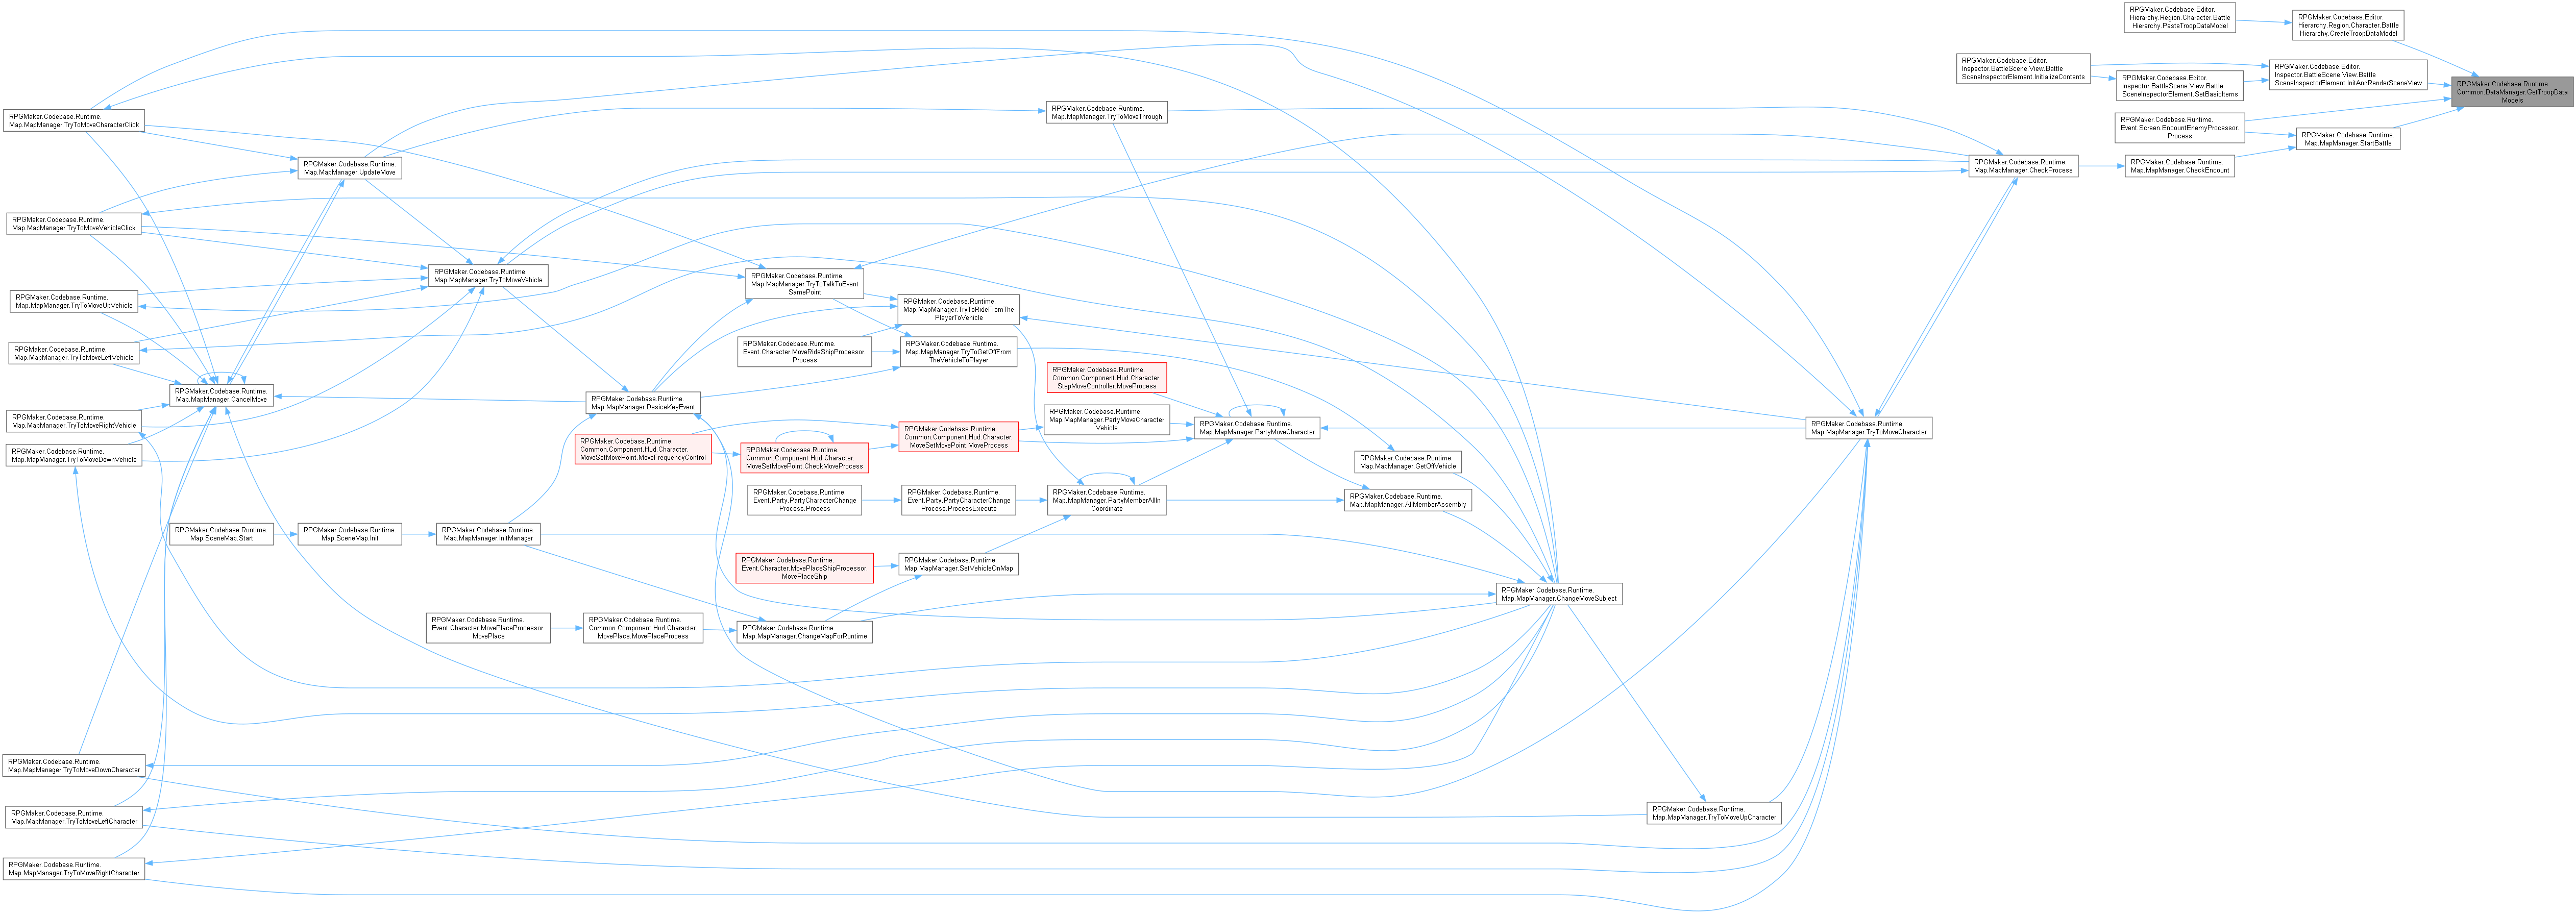 RPGMaker.Codebase.Editor.
Hierarchy.Region.Character.Battle
Hierarchy.PasteTroopDataModel
RPGMaker.Codebase.Editor.
Hierarchy.Region.Character.Battle
Hierarchy.CreateTroopDataModel
RPGMaker.Codebase.Editor.
Inspector.BattleScene.View.Battle
SceneInspectorElement.InitializeContents
RPGMaker.Codebase.Editor.
Inspector.BattleScene.View.Battle
SceneInspectorElement.SetBasicItems
RPGMaker.Codebase.Editor.
Inspector.BattleScene.View.Battle
SceneInspectorElement.InitAndRenderSceneView
RPGMaker.Codebase.Runtime.
Common.DataManager.GetTroopData
Models
RPGMaker.Codebase.Runtime.
Event.Screen.EncountEnemyProcessor.
Process
RPGMaker.Codebase.Runtime.
Map.MapManager.StartBattle
RPGMaker.Codebase.Runtime.
Map.MapManager.CheckEncount
RPGMaker.Codebase.Runtime.
Map.MapManager.CheckProcess
RPGMaker.Codebase.Runtime.
Map.MapManager.TryToMoveThrough
RPGMaker.Codebase.Runtime.
Map.MapManager.TryToMoveCharacterClick
RPGMaker.Codebase.Runtime.
Map.MapManager.UpdateMove
RPGMaker.Codebase.Runtime.
Map.MapManager.TryToMoveVehicleClick
RPGMaker.Codebase.Runtime.
Map.MapManager.TryToMoveVehicle
RPGMaker.Codebase.Runtime.
Map.MapManager.TryToTalkToEvent
SamePoint
RPGMaker.Codebase.Runtime.
Map.MapManager.TryToMoveUpVehicle
RPGMaker.Codebase.Runtime.
Map.MapManager.TryToRideFromThe
PlayerToVehicle
RPGMaker.Codebase.Runtime.
Map.MapManager.TryToMoveLeftVehicle
RPGMaker.Codebase.Runtime.
Event.Character.MoveRideShipProcessor.
Process
RPGMaker.Codebase.Runtime.
Map.MapManager.TryToGetOffFrom
TheVehicleToPlayer
RPGMaker.Codebase.Runtime.
Common.Component.Hud.Character.
StepMoveController.MoveProcess
RPGMaker.Codebase.Runtime.
Map.MapManager.CancelMove
RPGMaker.Codebase.Runtime.
Map.MapManager.DesiceKeyEvent
RPGMaker.Codebase.Runtime.
Map.MapManager.PartyMoveCharacter
Vehicle
RPGMaker.Codebase.Runtime.
Map.MapManager.PartyMoveCharacter
RPGMaker.Codebase.Runtime.
Map.MapManager.TryToMoveCharacter
RPGMaker.Codebase.Runtime.
Map.MapManager.TryToMoveRightVehicle
RPGMaker.Codebase.Runtime.
Common.Component.Hud.Character.
MoveSetMovePoint.MoveFrequencyControl
RPGMaker.Codebase.Runtime.
Common.Component.Hud.Character.
MoveSetMovePoint.CheckMoveProcess
RPGMaker.Codebase.Runtime.
Common.Component.Hud.Character.
MoveSetMovePoint.MoveProcess
RPGMaker.Codebase.Runtime.
Map.MapManager.TryToMoveDownVehicle
RPGMaker.Codebase.Runtime.
Map.MapManager.GetOffVehicle
RPGMaker.Codebase.Runtime.
Event.Party.PartyCharacterChange
Process.Process
RPGMaker.Codebase.Runtime.
Event.Party.PartyCharacterChange
Process.ProcessExecute
RPGMaker.Codebase.Runtime.
Map.MapManager.PartyMemberAllIn
Coordinate
RPGMaker.Codebase.Runtime.
Map.MapManager.AllMemberAssembly
RPGMaker.Codebase.Runtime.
Map.SceneMap.Start
RPGMaker.Codebase.Runtime.
Map.SceneMap.Init
RPGMaker.Codebase.Runtime.
Map.MapManager.InitManager
RPGMaker.Codebase.Runtime.
Event.Character.MovePlaceShipProcessor.
MovePlaceShip
RPGMaker.Codebase.Runtime.
Map.MapManager.SetVehicleOnMap
RPGMaker.Codebase.Runtime.
Map.MapManager.ChangeMoveSubject
RPGMaker.Codebase.Runtime.
Event.Character.MovePlaceProcessor.
MovePlace
RPGMaker.Codebase.Runtime.
Common.Component.Hud.Character.
MovePlace.MovePlaceProcess
RPGMaker.Codebase.Runtime.
Map.MapManager.ChangeMapForRuntime
RPGMaker.Codebase.Runtime.
Map.MapManager.TryToMoveDownCharacter
RPGMaker.Codebase.Runtime.
Map.MapManager.TryToMoveLeftCharacter
RPGMaker.Codebase.Runtime.
Map.MapManager.TryToMoveUpCharacter
RPGMaker.Codebase.Runtime.
Map.MapManager.TryToMoveRightCharacter